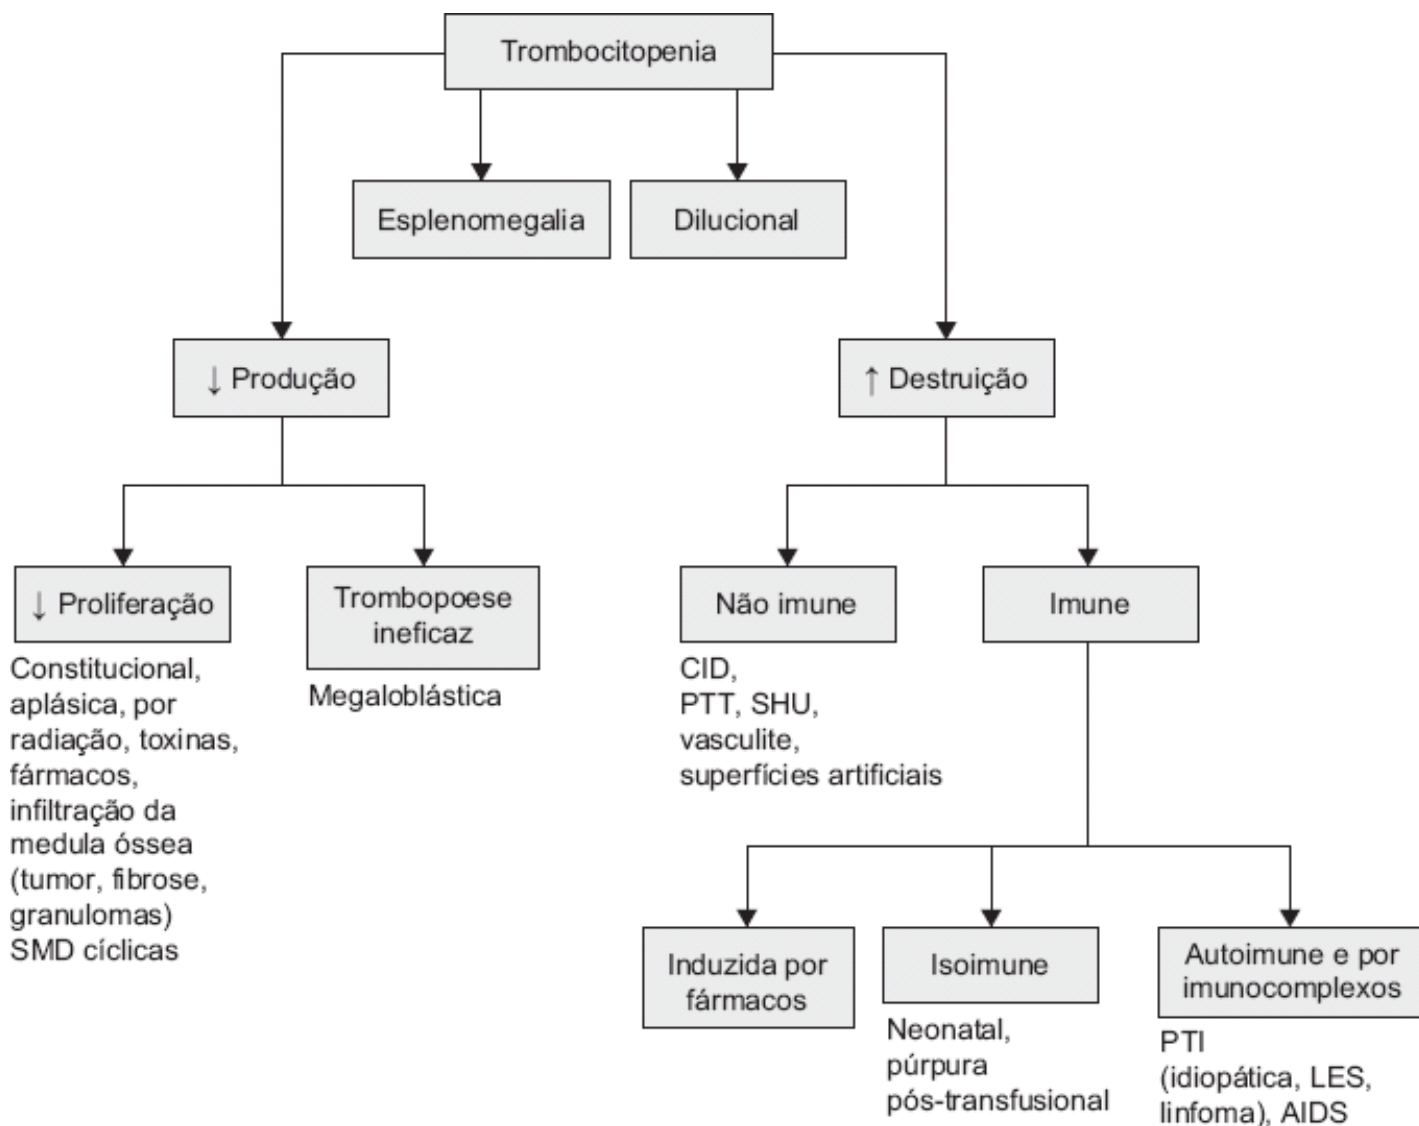 Trombocitopenia
Esplenomegalia
Dilucional
↓ Produção
↑ Destruição
↓ Proliferação
Constitucional,
aplásica, por
radiação, toxinas,
fármacos,
infiltração da
medula óssea
(tumor, fibrose,
granulomas)
SMD cíclicas
Trombopoese
ineficaz
Megaloblástica
Não imune
CID,
PTT, SHU,
vasculite,
superfícies artificiais
Imune
Induzida por
fármacos
Isoimune
Neonatal,
púrpura
pós-transfusional
Autoimune e por
imunocomplexos
PTI
(idiopática, LES,
linfoma), AIDS